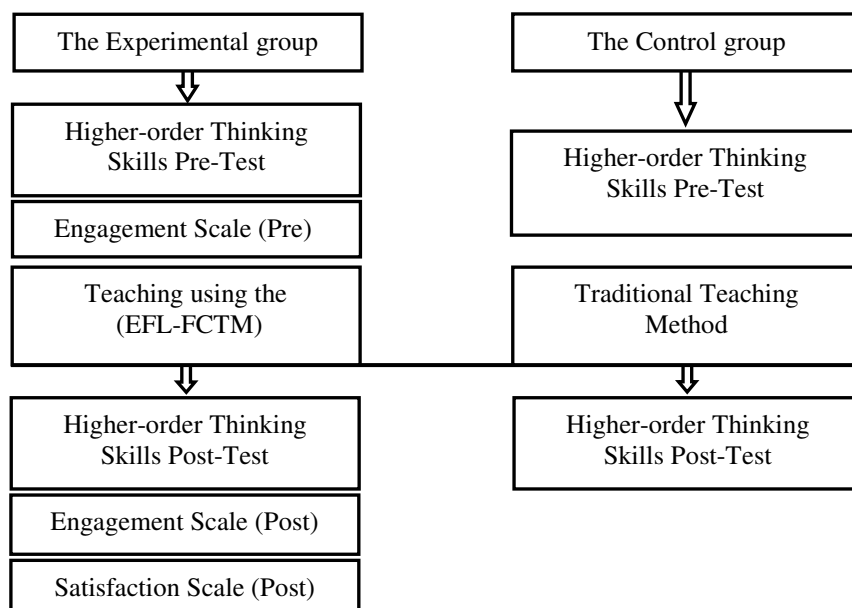 The Experimental group
Higher-order Thinking
Skills Pre-Test
Engagement Scale (Pre)
Teaching using the
(EFL-FCTM)
Higher-order Thinking
Skills Post-Test
Engagement Scale (Post)
Satisfaction Scale (Post)
The Control group
Higher-order Thinking
Skills Pre-Test
Traditional Teaching
Method
Higher-order Thinking
Skills Post-Test